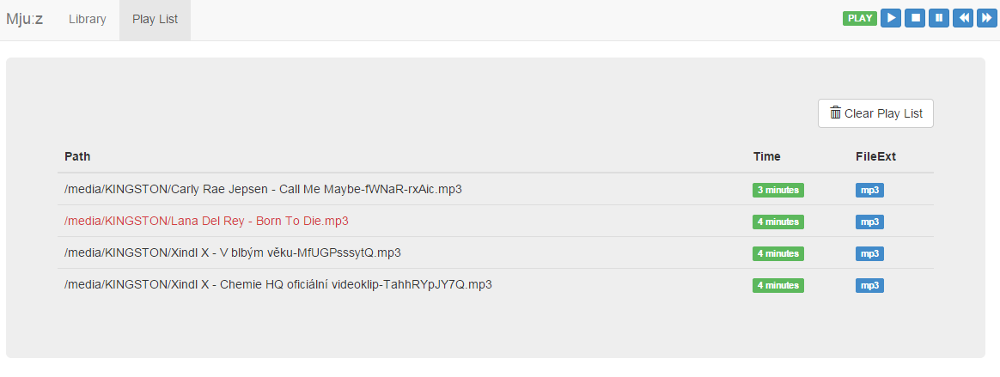 Mju:z Library Play List PLAY
Clear Play List
Path Time FileExt
/media/KINGSTON/Carly Rae Jepsen - Call Me Maybe-fWNaR-rxAic.mp3 3 minutes mp3
/media/KINGSTON/Lana Del Rey - Born To Die.mp3 4 minutes mp3
/media/KINGSTON/Xindl X - V blbým věku-MfUGPsssytQ.mp3 4 minutes mp3
/media/KINGSTON/Xindl X - Chemie HQ oficiální videoklip-TahhRYpJY7Q.mp3 4 minutes mp3